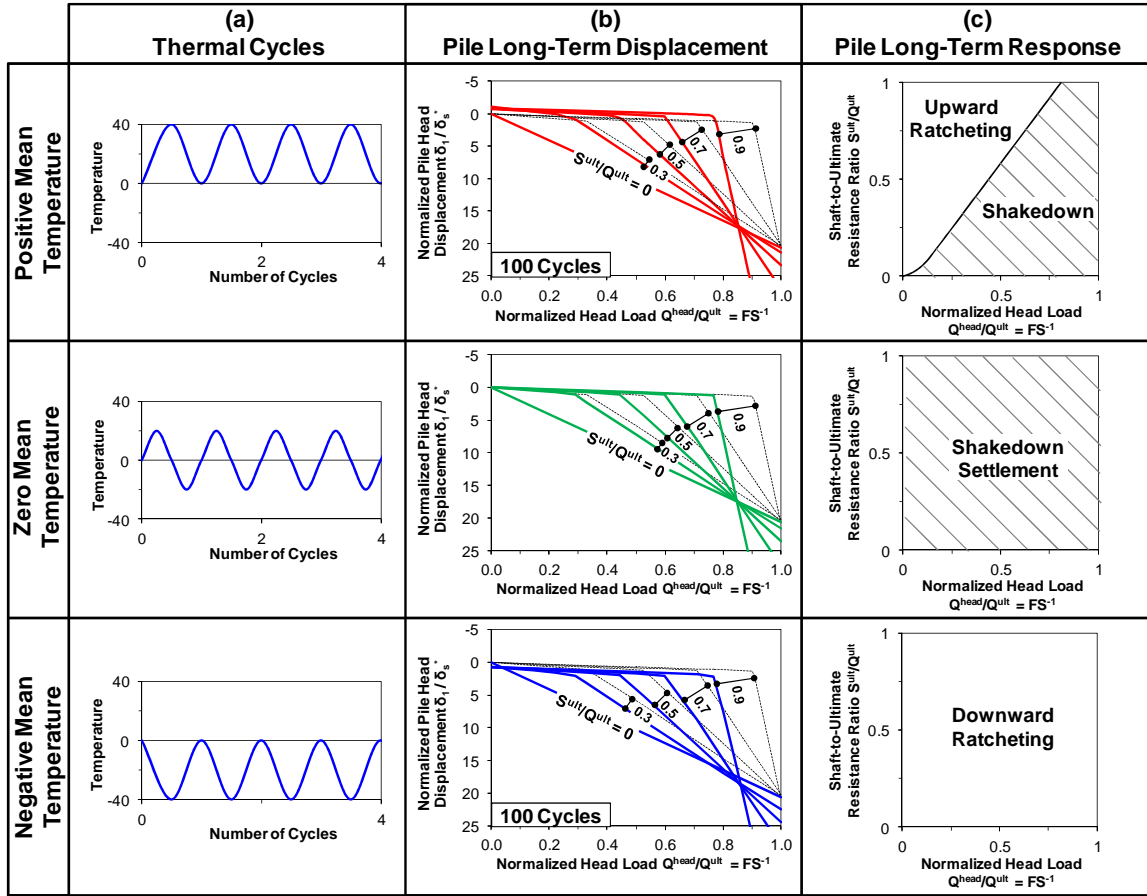 (a)
Thermal Cycles
(b)
Pile Long-Term Displacement
(c)
Pile Long-Term Response
Positive Mean
Temperature
Temperature
40
0
-40
0
2
4
Number of Cycles
Normalized Pile Head
Displacement δ₁ / δₛ*
-5
0
5
10
15
20
25
Sᵘˡᵗ/Qᵘˡᵗ = 0
0.3
0.5
0.7
0.9
100 Cycles
0.0 0.2 0.4 0.6 0.8 1.0
Normalized Head Load Qʰᵉᵃᵈ/Qᵘˡᵗ = FS⁻¹
Shaft-to-Ultimate
Resistance Ratio Sᵘˡᵗ/Qᵘˡᵗ
1
0.5
0
Upward
Ratcheting
Shakedown
0 0.5 1
Normalized Head Load
Qʰᵉᵃᵈ/Qᵘˡᵗ = FS⁻¹
Zero Mean
Temperature
Temperature
40
0
-40
0
2
4
Number of Cycles
Normalized Pile Head
Displacement δ₁ / δₛ*
-5
0
5
10
15
20
25
Sᵘˡᵗ/Qᵘˡᵗ = 0
0.3
0.5
0.7
0.9
0.0 0.2 0.4 0.6 0.8 1.0
Normalized Head Load Qʰᵉᵃᵈ/Qᵘˡᵗ = FS⁻¹
Shaft-to-Ultimate
Resistance Ratio Sᵘˡᵗ/Qᵘˡᵗ
1
0.5
0
Shakedown
Settlement
0 0.5 1
Normalized Head Load
Qʰᵉᵃᵈ/Qᵘˡᵗ = FS⁻¹
Negative Mean
Temperature
Temperature
40
0
-40
0
2
4
Number of Cycles
Normalized Pile Head
Displacement δ₁ / δₛ*
-5
0
5
10
15
20
25
Sᵘˡᵗ/Qᵘˡᵗ = 0
0.3
0.5
0.7
0.9
100 Cycles
0.0 0.2 0.4 0.6 0.8 1.0
Normalized Head Load Qʰᵉᵃᵈ/Qᵘˡᵗ = FS⁻¹
Shaft-to-Ultimate
Resistance Ratio Sᵘˡᵗ/Qᵘˡᵗ
1
0.5
0
Downward
Ratcheting
0 0.5 1
Normalized Head Load
Qʰᵉᵃᵈ/Qᵘˡᵗ = FS⁻¹